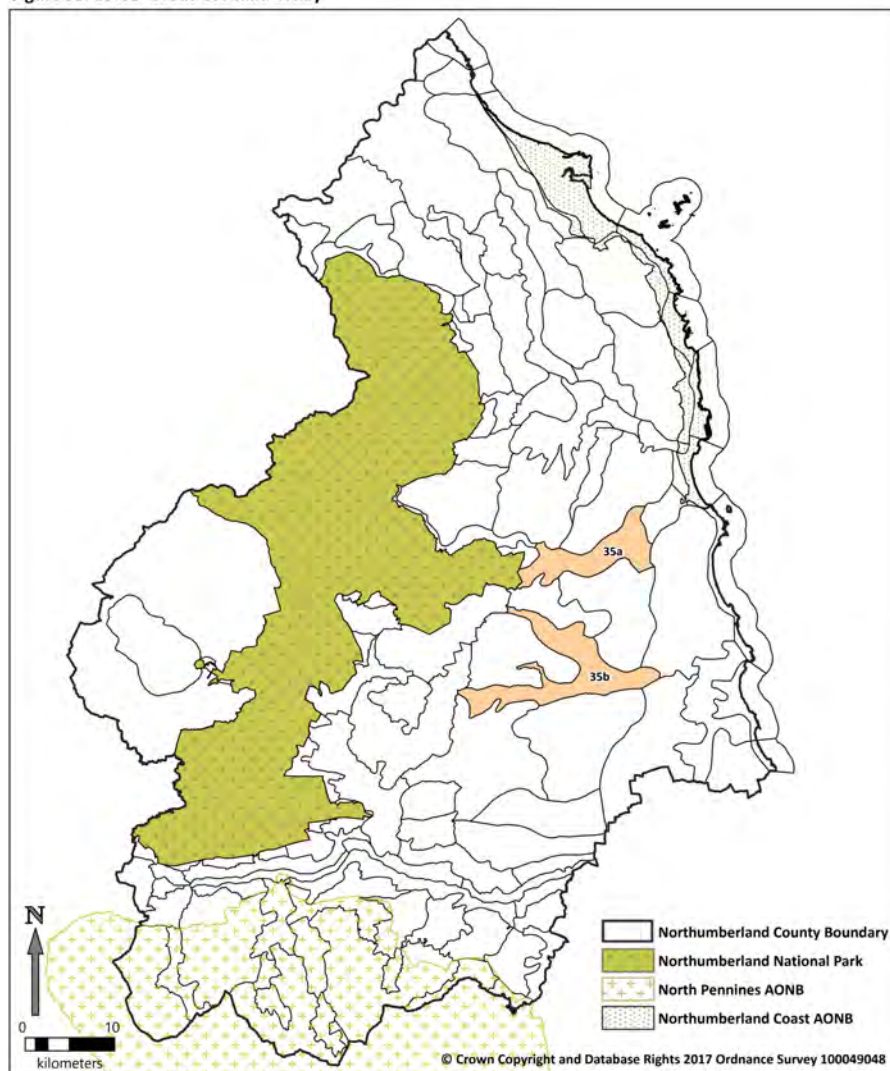 35a
35b
N
0 10
kilometers
Northumberland County Boundary
Northumberland National Park
North Pennines AONB
Northumberland Coast AONB
© Crown Copyright and Database Rights 2017 Ordnance Survey 100049048